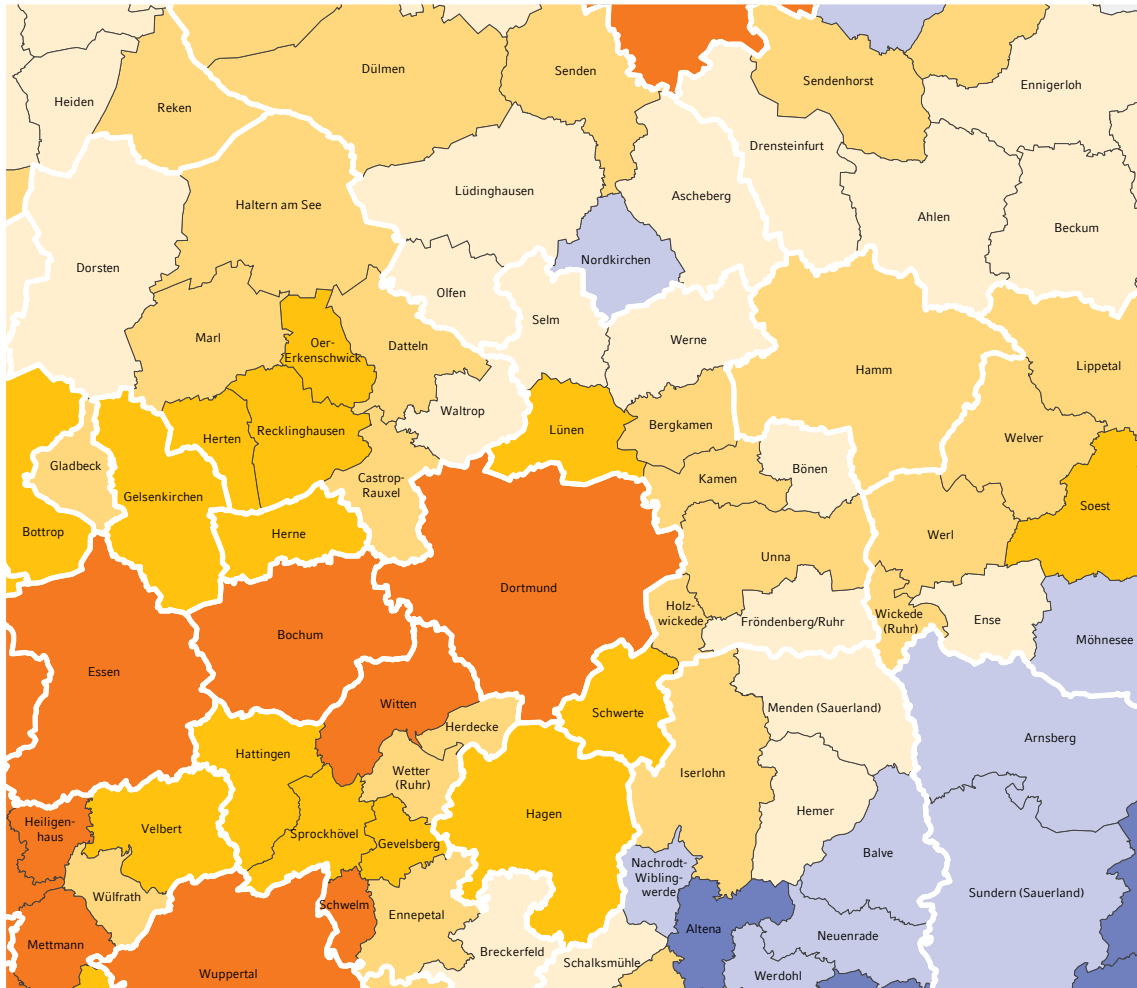 Dülmen
Senden
Sendenhorst
Ennigerloh
Heiden
Reken
Drensteinfurt
Lüdinghausen
Ascheberg
Haltern am See
Ahlen
Beckum
Dorsten
Nordkirchen
Olfen
Selm
Marl
Oer-
Erkenschwick
Datteln
Werne
Hamm
Lippetal
Waltrop
Herten
Recklinghausen
Lünen
Bergkamen
Welver
Gladbeck
Bönen
Castrop-
Rauxel
Kamen
Gelsenkirchen
Soest
Bottrop
Herne
Werl
Unna
Dortmund
Holz-
wickede
Fröndenberg/Ruhr
Wickede
(Ruhr)
Ense
Bochum
Möhnesee
Essen
Witten
Schwerte
Menden (Sauerland)
Herdecke
Arnsberg
Hattingen
Wetter
(Ruhr)
Iserlohn
Hemer
Heiligen-
haus
Velbert
Sprockhövel
Gevelsberg
Hagen
Balve
Nachrodt-
Wibling-
werde
Wülfrath
Sundern (Sauerland)
Schwelm
Ennepetal
Altena
Neuenrade
Mettmann
Breckerfeld
Schalksmühle
Wuppertal
Werdohl